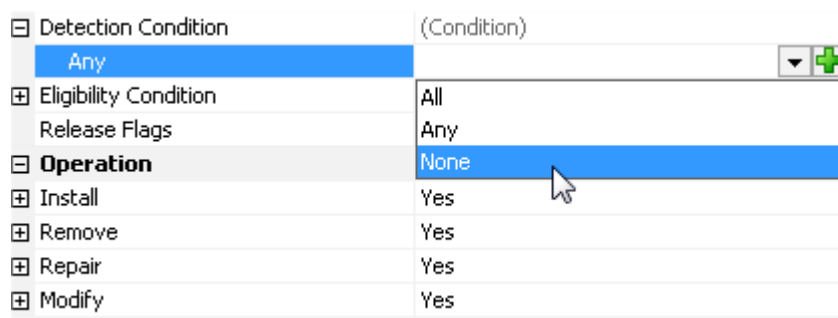 Detection Condition (Condition)
Any
Eligibility Condition All
Release Flags Any
Operation None
Install Yes
Remove Yes
Repair Yes
Modify Yes